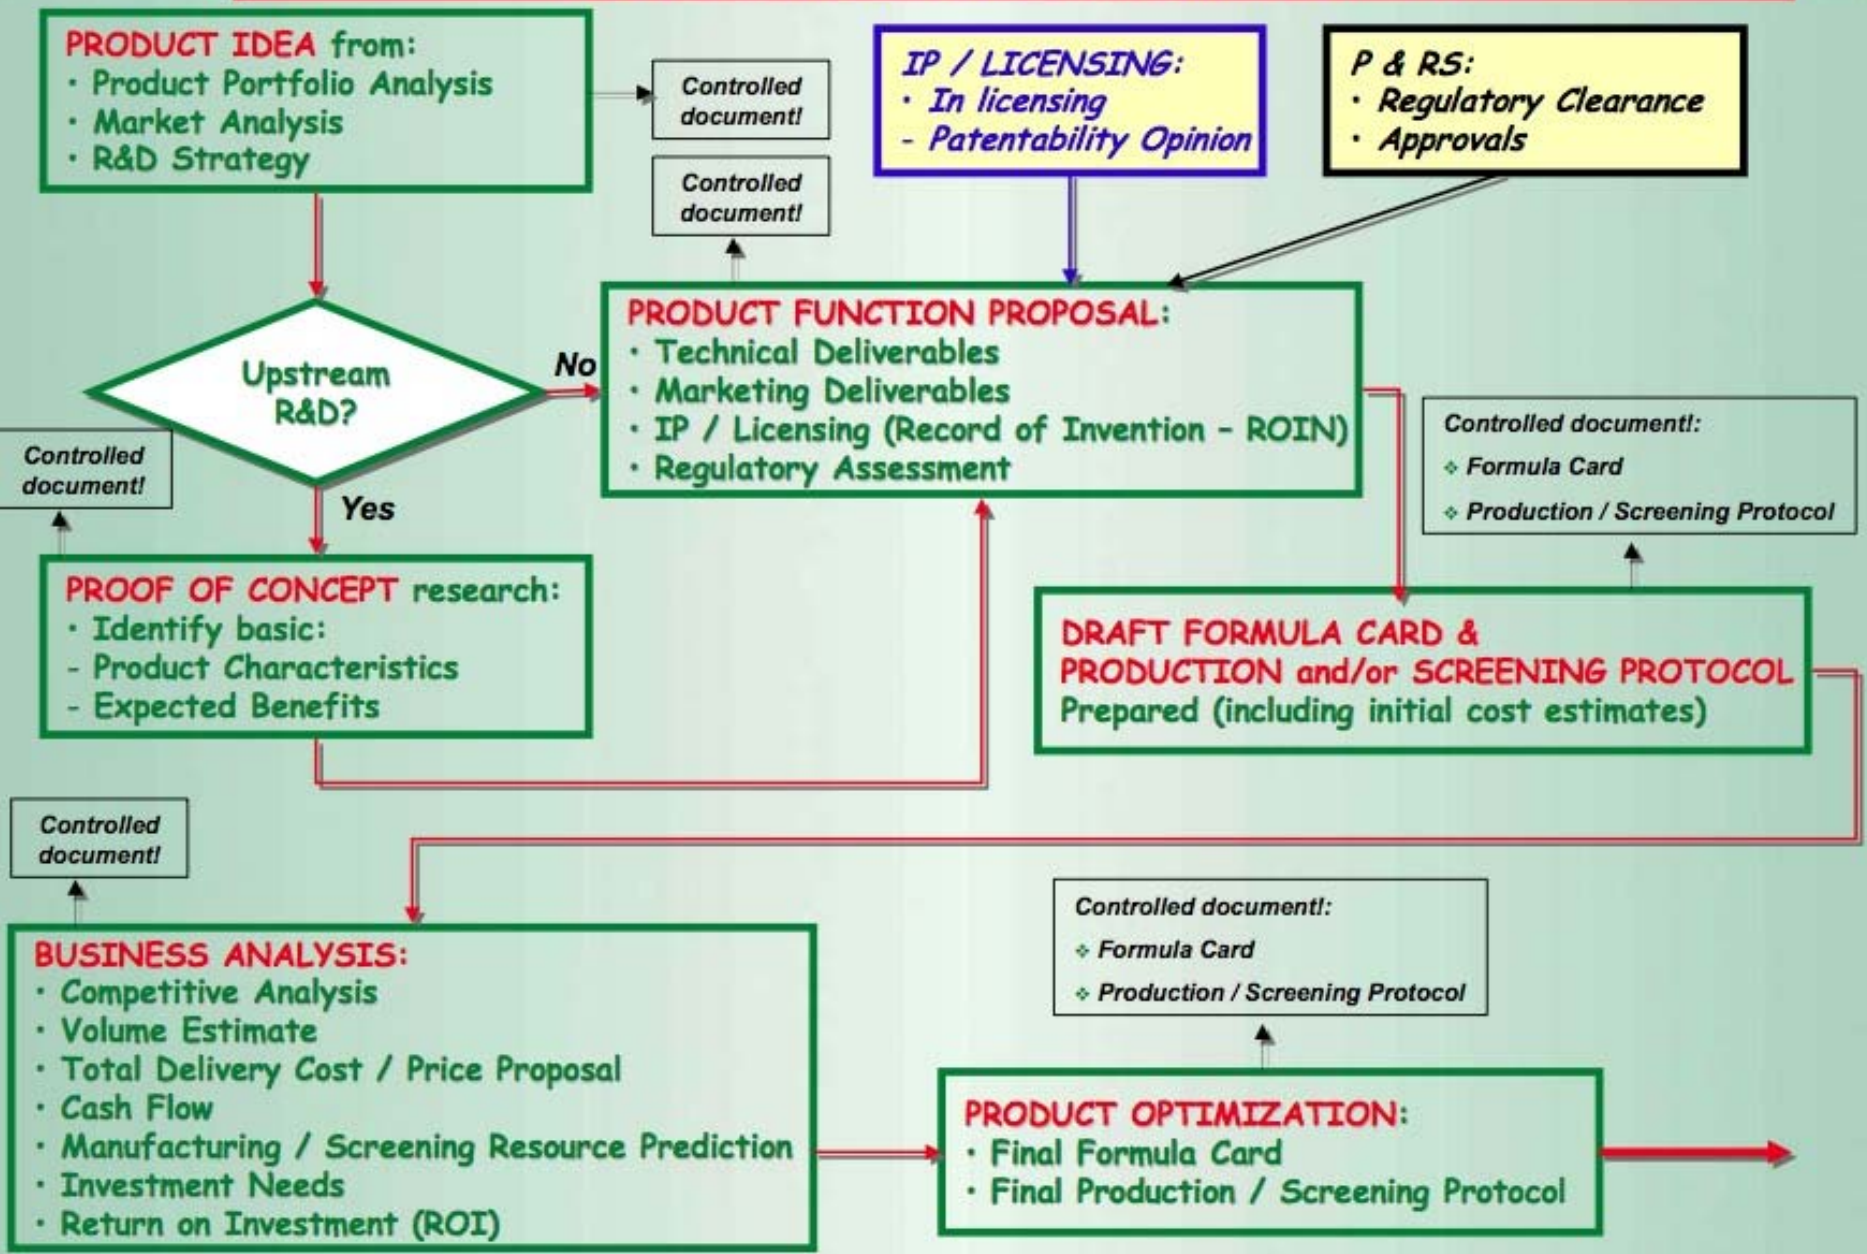 PRODUCT IDEA from:
· Product Portfolio Analysis
· Market Analysis
· R&D Strategy
Controlled
document!
IP / LICENSING:
· In licensing
- Patentability Opinion
P & RS:
· Regulatory Clearance
· Approvals
Controlled
document!
Upstream
R&D?
No
Yes
PRODUCT FUNCTION PROPOSAL:
· Technical Deliverables
· Marketing Deliverables
· IP / Licensing (Record of Invention – ROIN)
· Regulatory Assessment
Controlled document!:
❖ Formula Card
❖ Production / Screening Protocol
Controlled
document!
PROOF OF CONCEPT research:
· Identify basic:
- Product Characteristics
- Expected Benefits
DRAFT FORMULA CARD &
PRODUCTION and/or SCREENING PROTOCOL
Prepared (including initial cost estimates)
Controlled
document!
BUSINESS ANALYSIS:
· Competitive Analysis
· Volume Estimate
· Total Delivery Cost / Price Proposal
· Cash Flow
· Manufacturing / Screening Resource Prediction
· Investment Needs
· Return on Investment (ROI)
Controlled document!:
❖ Formula Card
❖ Production / Screening Protocol
PRODUCT OPTIMIZATION:
· Final Formula Card
· Final Production / Screening Protocol